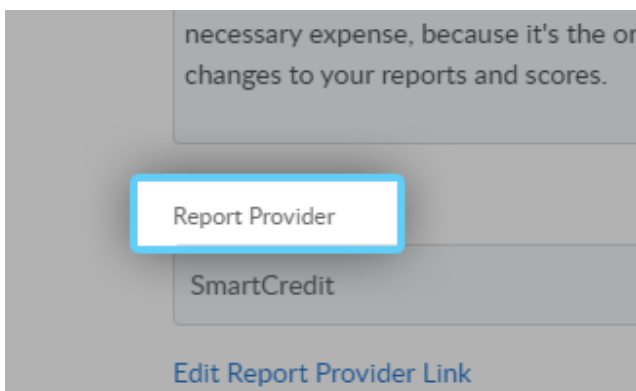 necessary expense, because it's the
changes to your reports and scores.
Report Provider
SmartCredit
Edit Report Provider Link